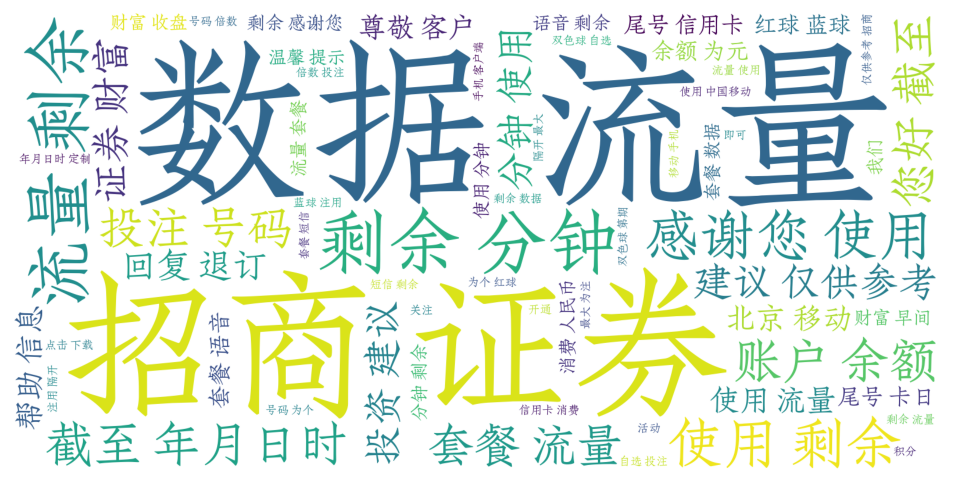 财富 收盘
号码 倍数
剩余 感谢您
尊敬 客户
语音 剩余
尾号 信用卡
红球 蓝球
双色球 自选
余额 为元
温馨 提示
倍数 投注
手机 客户端
流量 使用
使用 中国移动
仅供参考 招商
截至
您好
剩余
流量
财富
证券
年月日时 定制
数据 流量
流量 套餐
使用 分钟
分钟 使用
隔开 最大
套餐 数据
移动 手机
我们
蓝球 注用
套餐 短信
剩余 数据
双色球 第期
投注 号码
剩余 分钟
感谢您 使用
回复 退订
建议 仅供参考
短信 剩余
为个 红球
招商 证券
关注
开通
消费 人民币
最大 为注
北京 移动
财富 早间
帮助 信息
点击 下载
注用 隔开
套餐 语音
投资 建议
分钟 剩余
账户 余额
号码 为个
信用卡 消费
使用 流量
尾号 卡日
剩余 流量
截至 年月日时
套餐 流量
活动
自选 投注
使用 剩余
积分